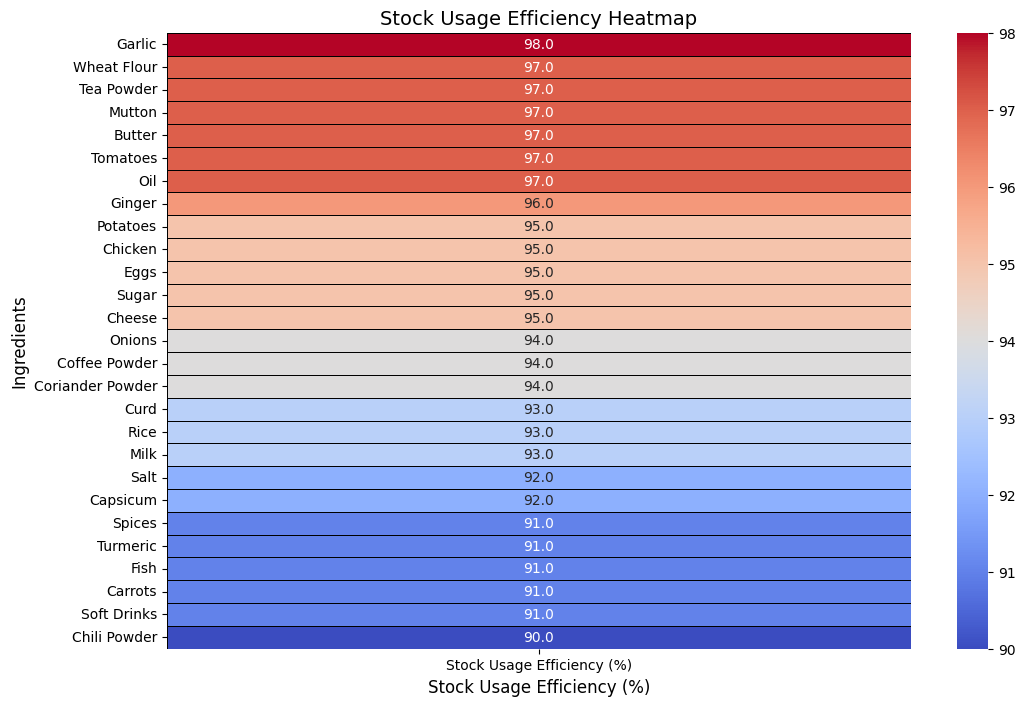 Stock Usage Efficiency Heatmap
Ingredients
Garlic 98.0
Wheat Flour 97.0
Tea Powder 97.0
Mutton 97.0
Butter 97.0
Tomatoes 97.0
Oil 97.0
Ginger 96.0
Potatoes 95.0
Chicken 95.0
Eggs 95.0
Sugar 95.0
Cheese 95.0
Onions 94.0
Coffee Powder 94.0
Coriander Powder 94.0
Curd 93.0
Rice 93.0
Milk 93.0
Salt 92.0
Capsicum 92.0
Spices 91.0
Turmeric 91.0
Fish 91.0
Carrots 91.0
Soft Drinks 91.0
Chili Powder 90.0
Stock Usage Efficiency (%)
Stock Usage Efficiency (%)
98
97
96
95
94
93
92
91
90